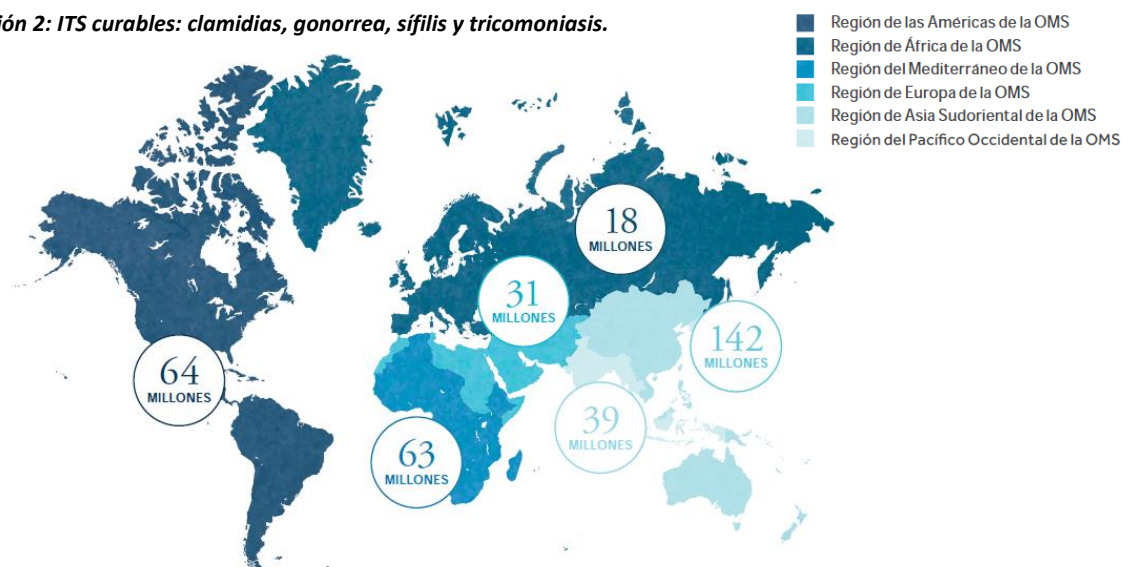 ón 2: ITS curables: clamidias, gonorrea, sífilis y tricomoniasis.
Región de las Américas de la OMS
Región de África de la OMS
Región del Mediterráneo de la OMS
Región de Europa de la OMS
Región de Asia Sudoriental de la OMS
Región del Pacífico Occidental de la OMS
18
MILLONES
31
MILLONES
142
MILLONES
64
MILLONES
39
MILLONES
63
MILLONES